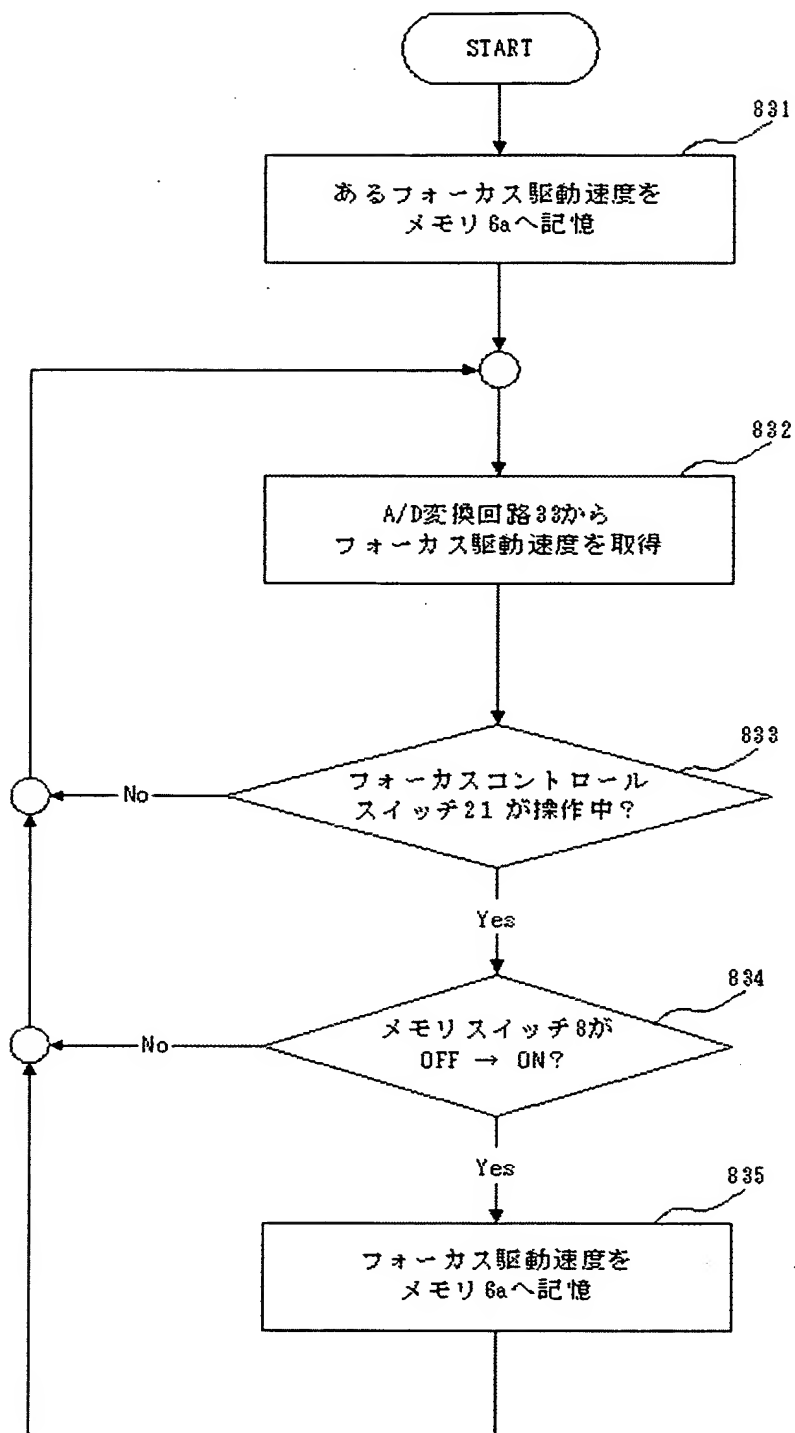 START
831
あるフォーカス駆動速度を
メモリ6aへ記憶
832
A/D変換回路33から
フォーカス駆動速度を取得
833
フォーカスコントロール
スイッチ21が操作中?
No
Yes
834
メモリスイッチ8が
OFF → ON?
No
Yes
835
フォーカス駆動速度を
メモリ6aへ記憶